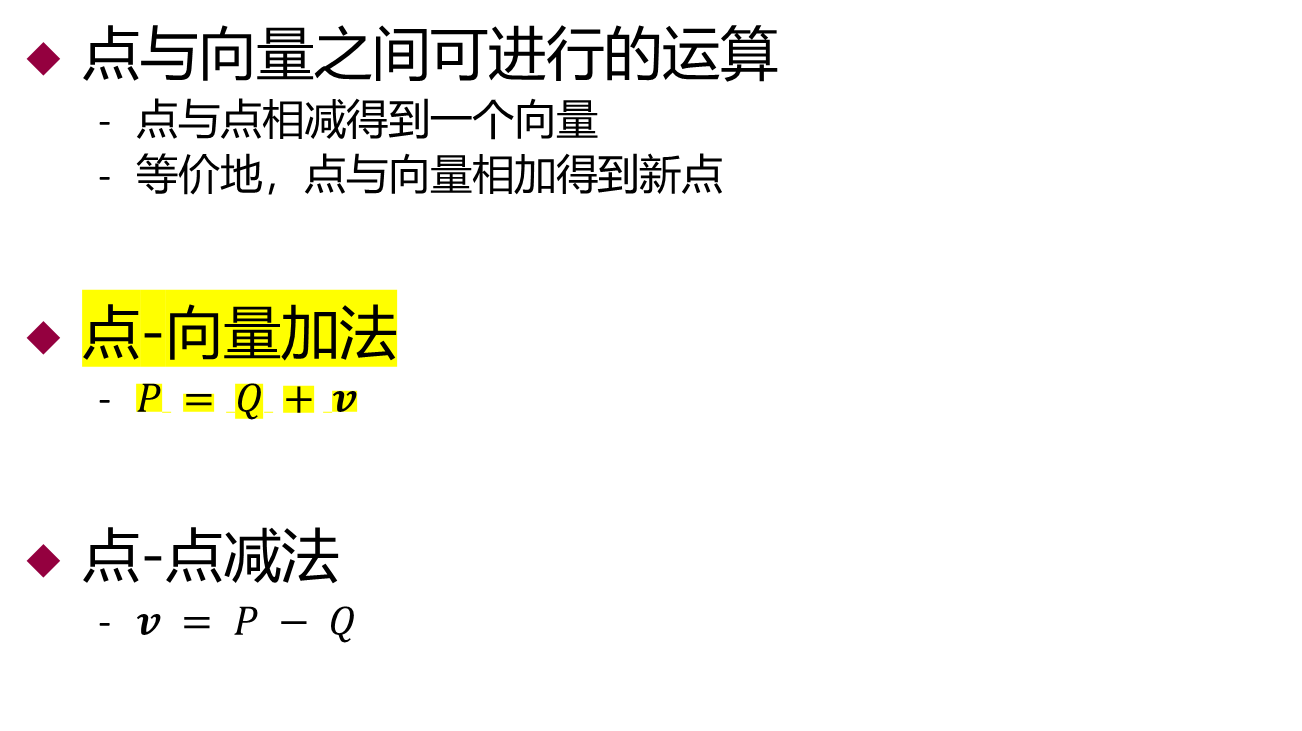 ◆ 点与向量之间可进行的运算
- 点与点相减得到一个向量
- 等价地，点与向量相加得到新点
◆ 点-向量加法
- P = Q + v
◆ 点-点减法
- v = P − Q